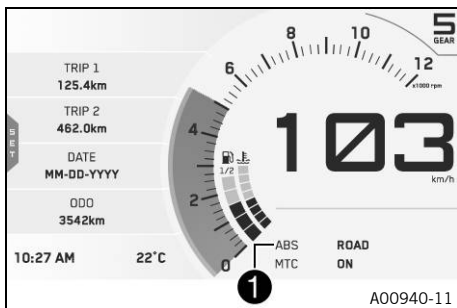 5
GEAR
TRIP 1
125.4km
TRIP 2
462.0km
DATE
MM-DD-YYYY
ODO
3542km
SET
10:27 AM
22°C
0
2
4
6
8
10
12
x1000 rpm
1/2
103
km/h
ABS ROAD
MTC ON
1
A00940-11